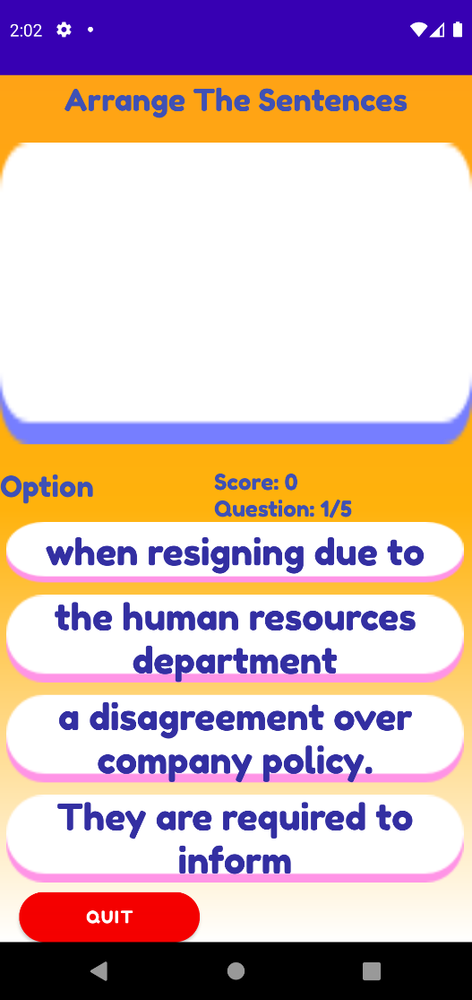 2:02
Arrange The Sentences
Option
Score: 0
Question: 1/5
when resigning due to
the human resources
department
a disagreement over
company policy.
They are required to
inform
QUIT